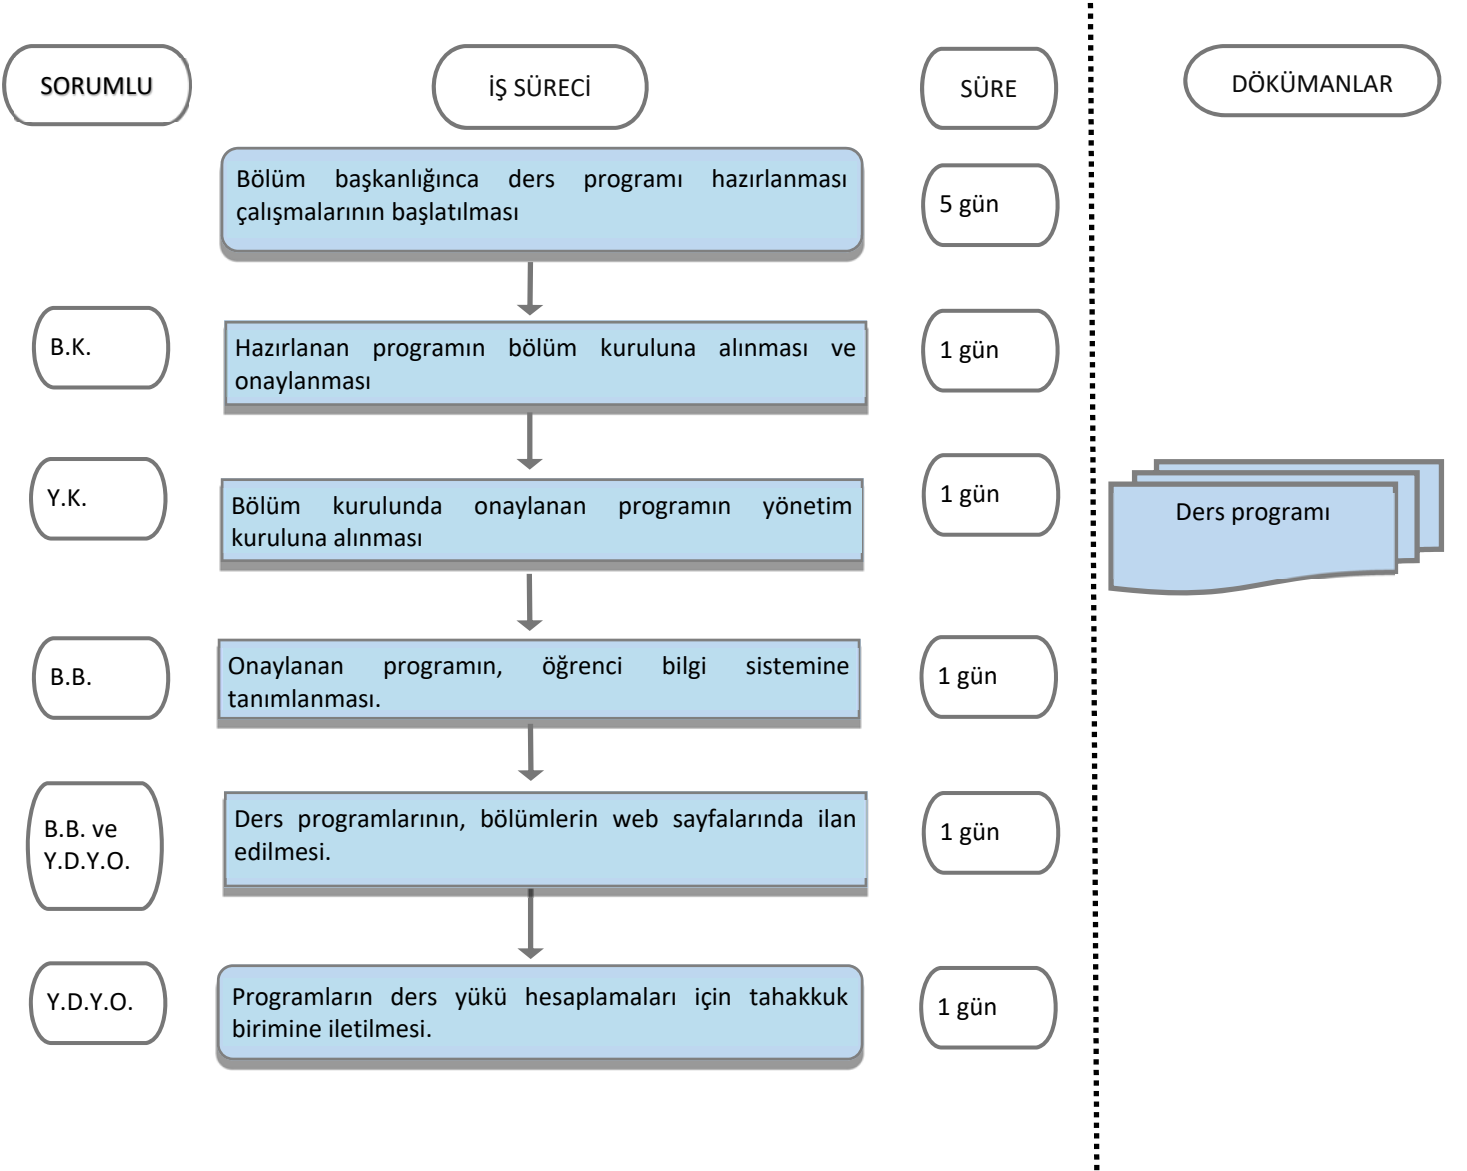 SORUMLU
İŞ SÜRECİ
SÜRE
DÖKÜMANLAR
Bölüm başkanlığınca ders programı hazırlanması
çalışmalarının başlatılması
5 gün
B.K.
Hazırlanan programın bölüm kuruluna alınması ve
onaylanması
1 gün
Y.K.
Bölüm kurulunda onaylanan programın yönetim
kuruluna alınması
1 gün
Ders programı
B.B.
Onaylanan programın, öğrenci bilgi sistemine
tanımlanması.
1 gün
B.B. ve
Y.D.Y.O.
Ders programlarının, bölümlerin web sayfalarında ilan
edilmesi.
1 gün
Y.D.Y.O.
Programların ders yükü hesaplamaları için tahakkuk
birimine iletilmesi.
1 gün